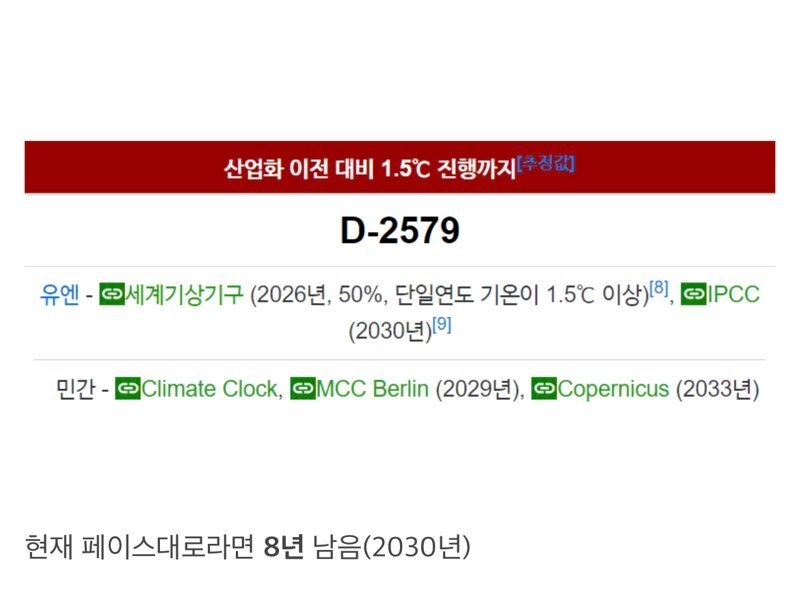 산업화 이전 대비 1.5℃ 진행까지[추정값]
D-2579
유엔 - 세계기상기구 (2026년, 50%, 단일연도 기온이 1.5℃ 이상)[8], IPCC
(2030년)[9]
민간 - Climate Clock, MCC Berlin (2029년), Copernicus (2033년)
현재 페이스대로라면 8년 남음(2030년)